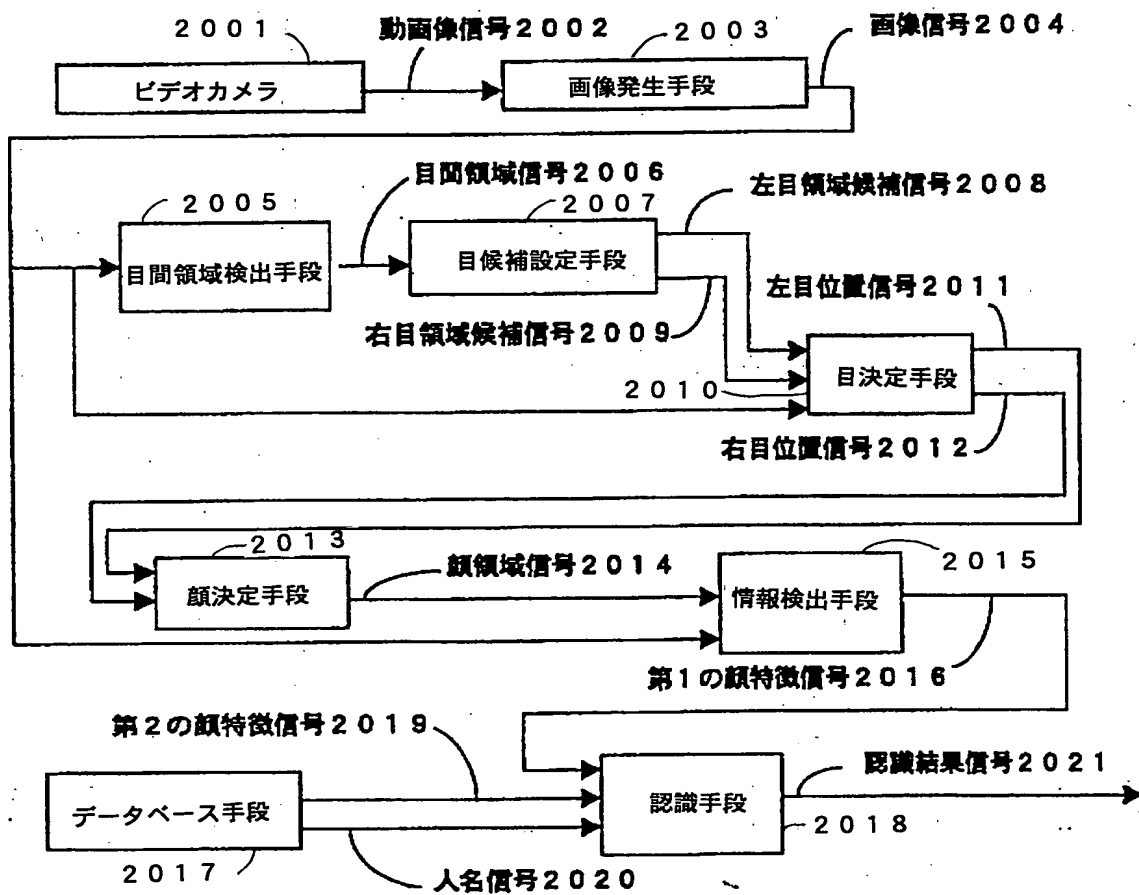 ２００１
動画像信号２００２
２００３
画像信号２００４
ビデオカメラ
画像発生手段
目間領域信号２００６
左目領域候補信号２００８
２００５
２００７
目間領域検出手段
目候補設定手段
左目位置信号２０１１
右目領域候補信号２００９
目決定手段
２０１０
右目位置信号２０１２
２０１３
顔領域信号２０１４
２０１５
顔決定手段
情報検出手段
第１の顔特徴信号２０１６
第２の顔特徴信号２０１９
認識結果信号２０２１
データベース手段
認識手段
２０１８
２０１７
人名信号２０２０